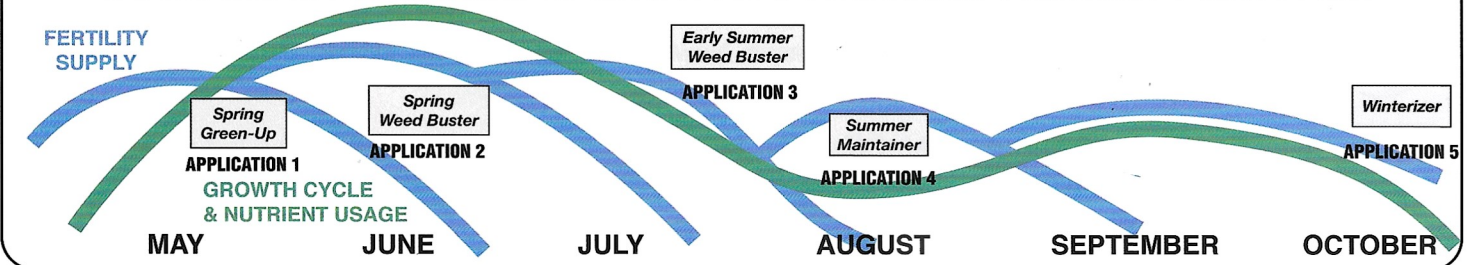 FERTILITY
SUPPLY
Spring
Green-Up
APPLICATION 1
GROWTH CYCLE
& NUTRIENT USAGE
Spring
Weed Buster
APPLICATION 2
Early Summer
Weed Buster
APPLICATION 3
Summer
Maintainer
APPLICATION 4
Winterizer
APPLICATION 5
MAY
JUNE
JULY
AUGUST
SEPTEMBER
OCTOBER